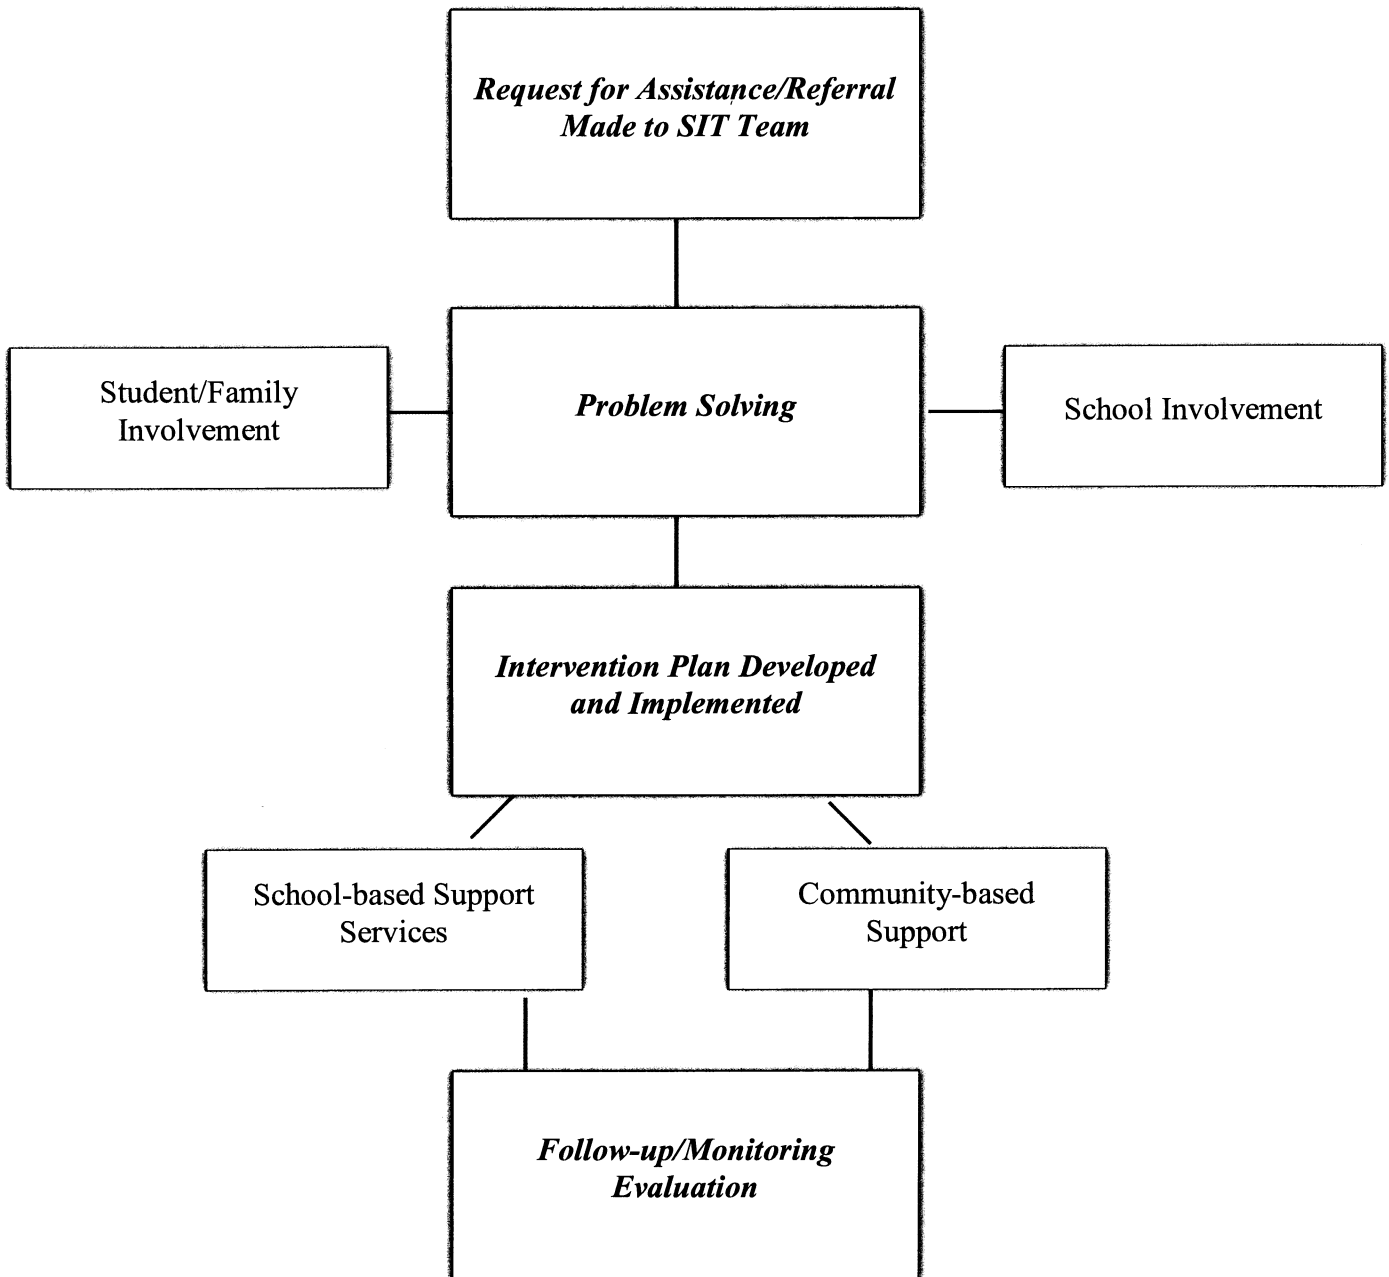 Request for Assistance/Referral
Made to SIT Team
Student/Family
Involvement
Problem Solving
School Involvement
Intervention Plan Developed
and Implemented
School-based Support
Services
Community-based
Support
Follow-up/Monitoring
Evaluation